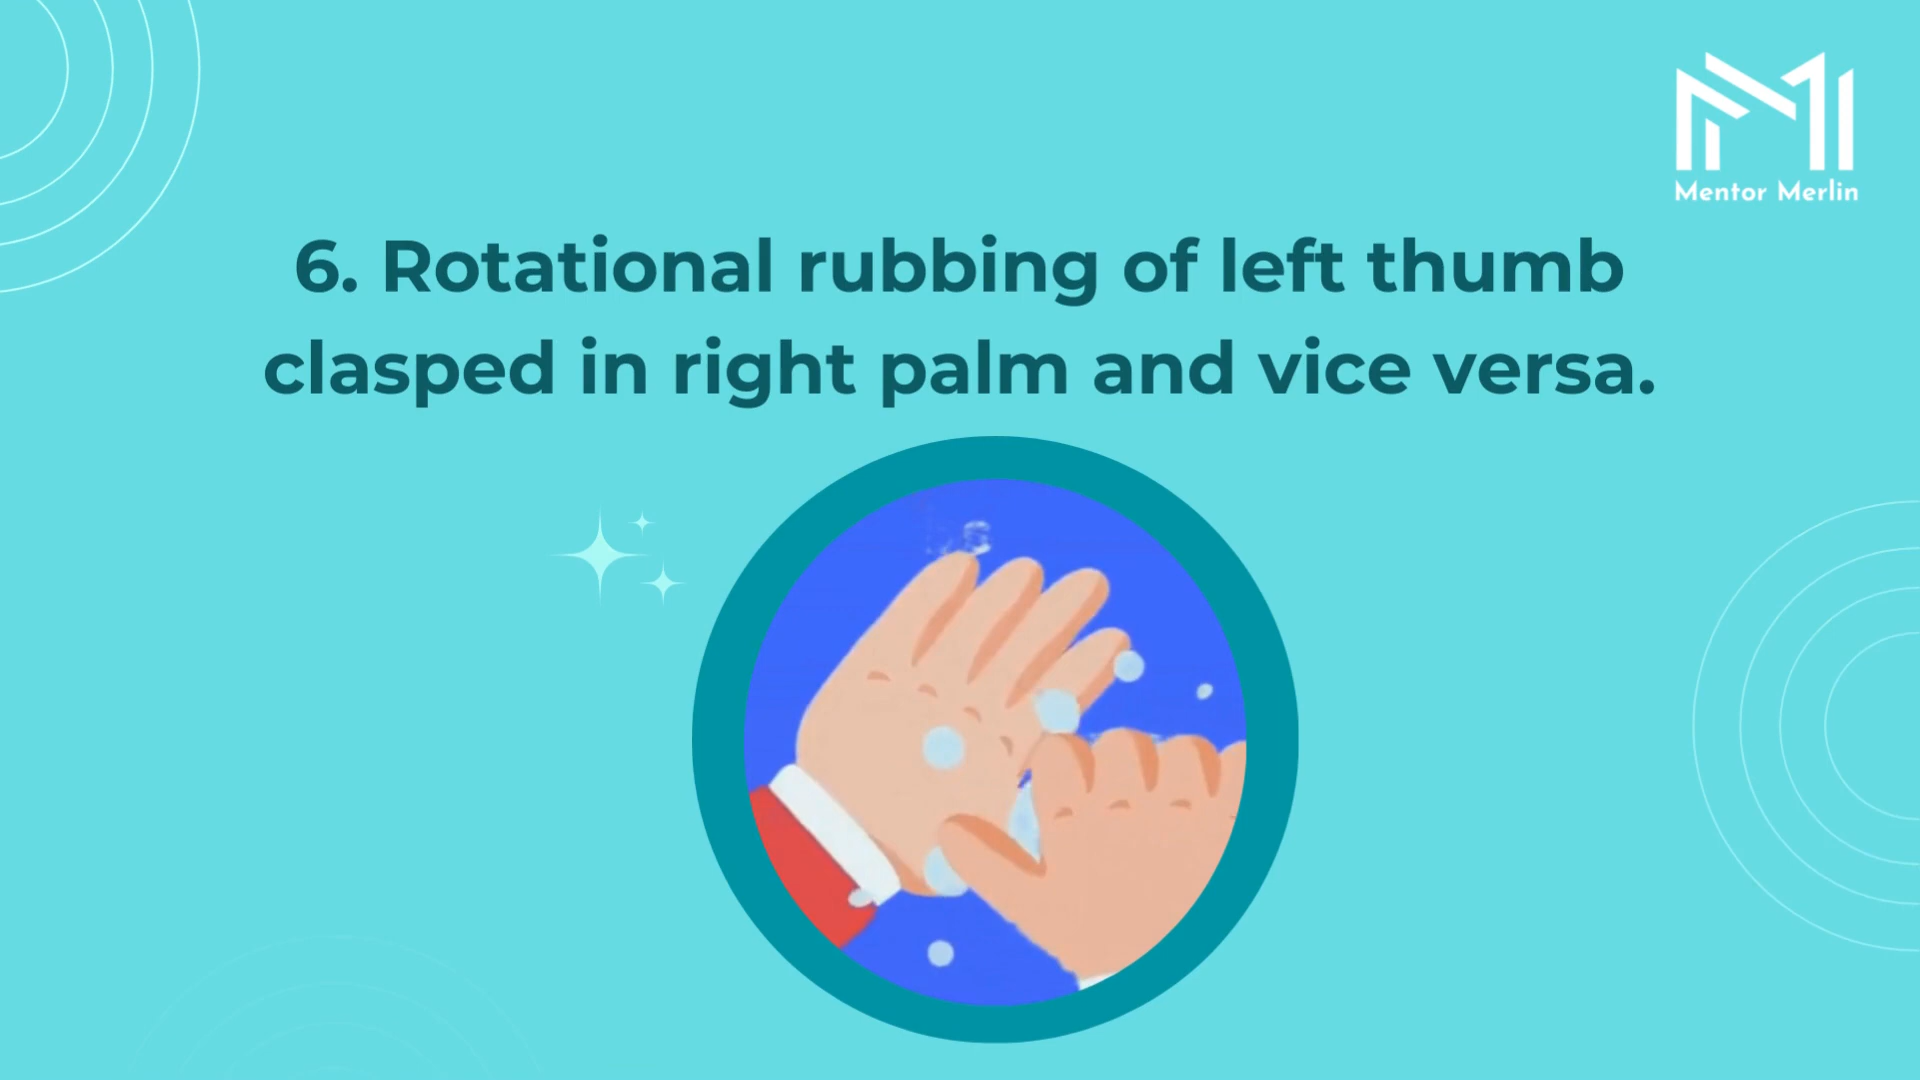 Mentor Merlin
6. Rotational rubbing of left thumb
clasped in right palm and vice versa.